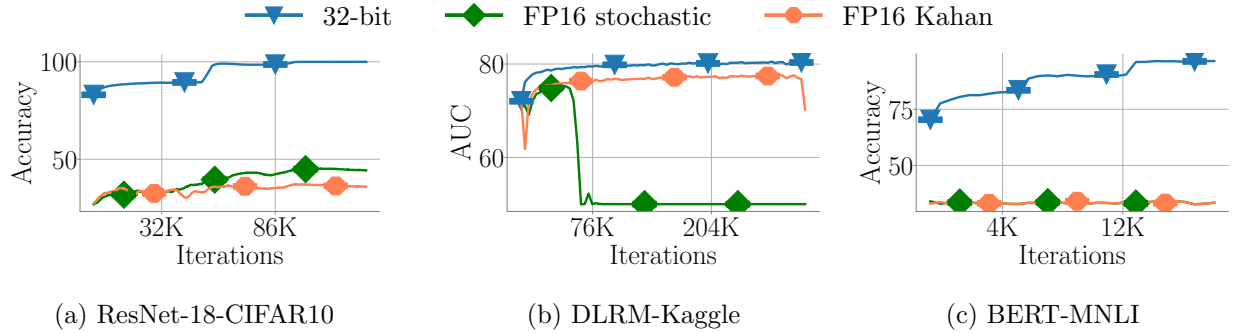 32-bit FP16 stochastic FP16 Kahan
100
50
Accuracy
32K 86K
Iterations
(a) ResNet-18-CIFAR10
80
60
AUC
76K 204K
Iterations
(b) DLRM-Kaggle
75
50
Accuracy
4K 12K
Iterations
(c) BERT-MNLI